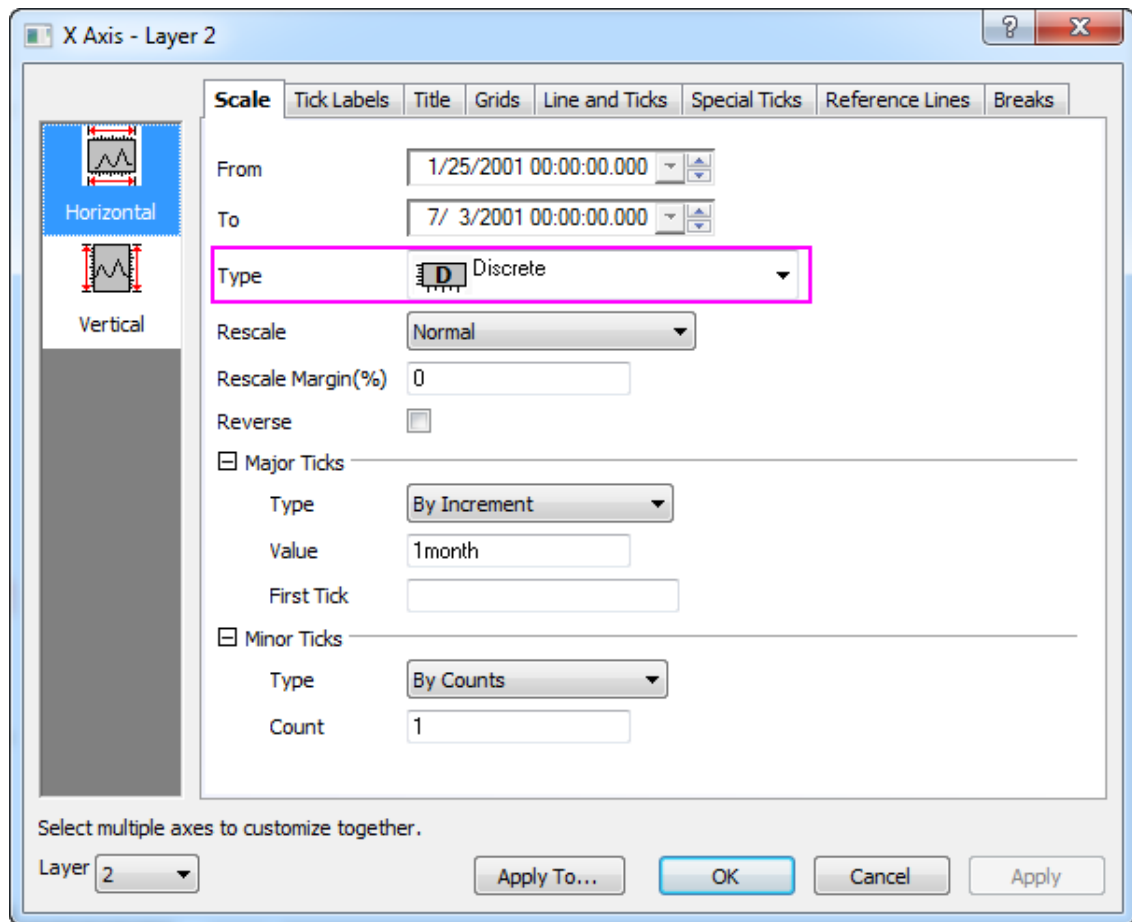 X Axis - Layer 2
Scale Tick Labels Title Grids Line and Ticks Special Ticks Reference Lines Breaks
Horizontal
Vertical
From 1/25/2001 00:00:00.000
To 7/ 3/2001 00:00:00.000
Type D Discrete
Rescale Normal
Rescale Margin(%) 0
Reverse
Major Ticks
Type By Increment
Value 1month
First Tick
Minor Ticks
Type By Counts
Count 1
Select multiple axes to customize together.
Layer 2 Apply To... OK Cancel Apply